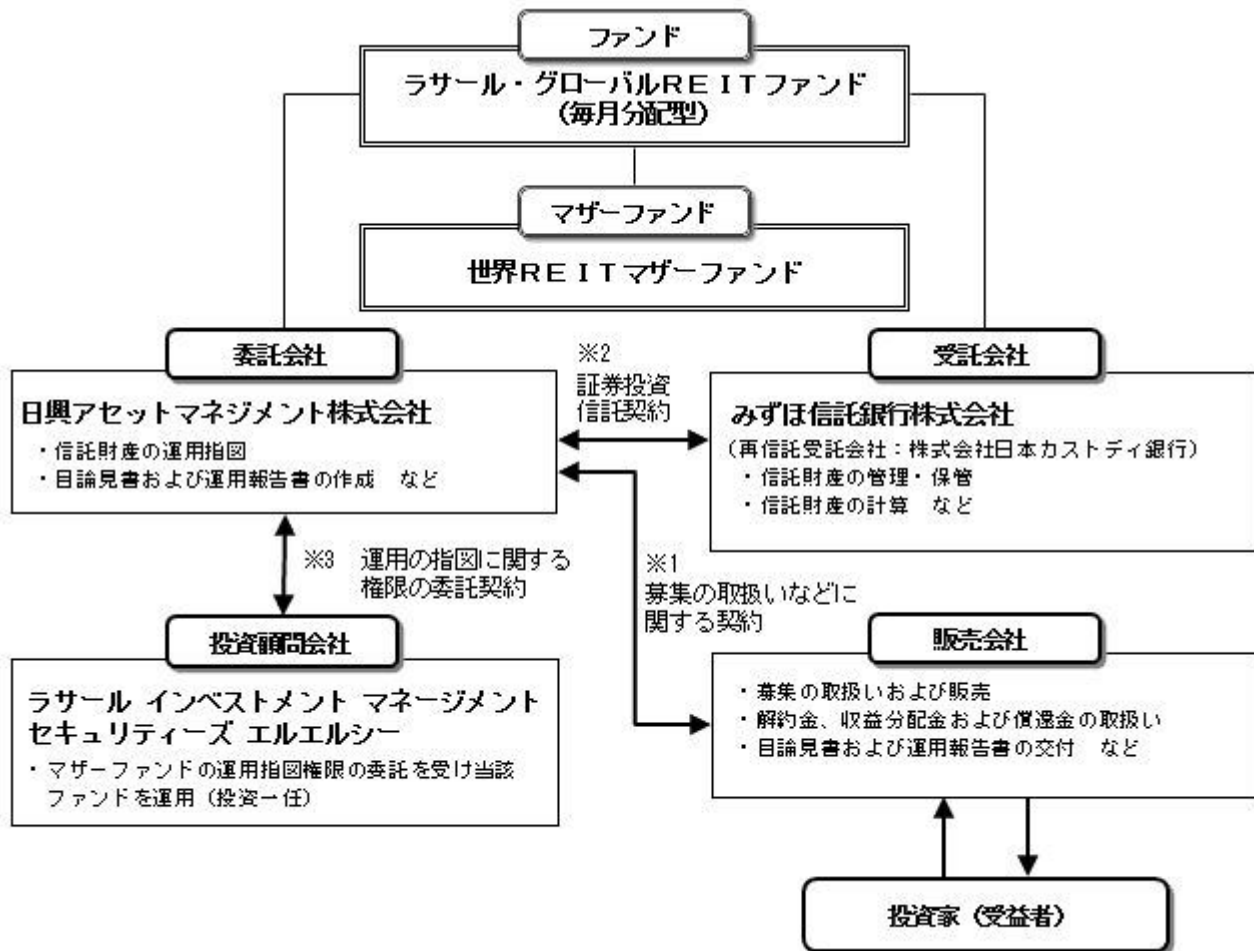 ファンド
ラサール・グローバルREITファンド
(毎月分配型)
マザーファンド
世界REITマザーファンド
委託会社
日興アセットマネジメント株式会社
・信託財産の運用指図
・目論見書および運用報告書の作成 など
※2
証券投資
信託契約
受託会社
みずほ信託銀行株式会社
(再信託受託会社:株式会社日本カストディ銀行)
・信託財産の管理・保管
・信託財産の計算 など
※3 運用の指図に関する
権限の委託契約
※1
募集の取扱いなどに
関する契約
投資顧問会社
ラサール インベストメント マネージメント
セキュリティーズ エルエルシー
・マザーファンドの運用指図権限の委託を受け当該
ファンドを運用(投資一任)
販売会社
・募集の取扱いおよび販売
・解約金、収益分配金および償還金の取扱い
・目論見書および運用報告書の交付 など
投資家(受益者)